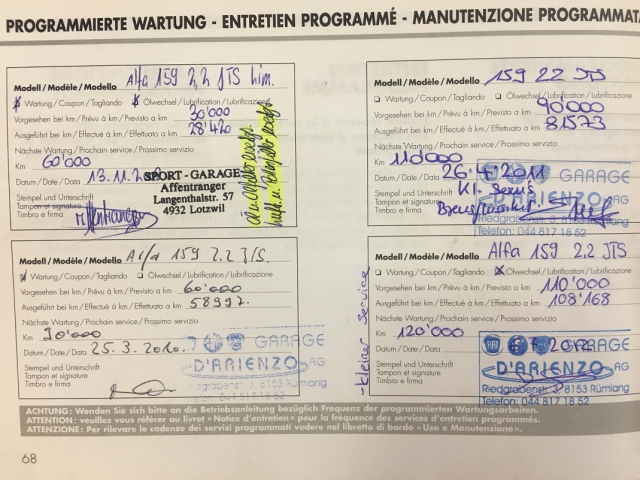 PROGRAMMIERTE WARTUNG - ENTRETIEN PROGRAMMÉ - MANUTENZIONE PROGRAMMATA
Modell / Modèle / Modello Alfa 159 2,2 JTS lim.
Wartung / Coupon / Tagliando Ölwechsel / Lubrification / Lubrificazione
Vorgesehen bei km / Prévu à km / Previsto a km 30'000
Ausgeführt bei km / Effectué à km / Effettuato a km 28'420
Nächste Wartung / Prochain service / Prossimo servizio
Km 60'000
Datum / Date / Data 13.11.2
Stempel und Unterschrift
Tampon et signature
Timbro e firma
SPORT - GARAGE
Affentranger
Langenthalstr. 57
4932 Lotzwil
Modell / Modèle / Modello 159 22 JTS
Wartung / Coupon / Tagliando Ölwechsel / Lubrification / Lubrificazione
Vorgesehen bei km / Prévu à km / Previsto a km 90'000
Ausgeführt bei km / Effectué à km / Effettuato a km 81573
Nächste Wartung / Prochain service / Prossimo servizio
Km 110'000
Datum / Date / Data 26.4.2011
Stempel und Unterschrift
Tampon et signature
Timbro e firma
GARAGE
D'ARIENZO AG
Riedgrabenstr. 3, 8153 Rümlang
Telefon: 044 817 18 52
Modell / Modèle / Modello Alfa 159 2.2 JTS.
Wartung / Coupon / Tagliando Ölwechsel / Lubrification / Lubrificazione
Vorgesehen bei km / Prévu à km / Previsto a km 60'000
Ausgeführt bei km / Effectué à km / Effettuato a km 58997.
Nächste Wartung / Prochain service / Prossimo servizio
Km 90'000
Datum / Date / Data 25.3.2010.
Stempel und Unterschrift
Tampon et signature
Timbro e firma
GARAGE
D'ARIENZO AG
Riedgrabenstr. 3, 8153 Rümlang
Telefon: 044 817 18 52
Modell / Modèle / Modello Alfa 159 2,2 JTS
Wartung / Coupon / Tagliando Ölwechsel / Lubrification / Lubrificazione
Vorgesehen bei km / Prévu à km / Previsto a km 110'000
Ausgeführt bei km / Effectué à km / Effettuato a km 108'168
Nächste Wartung / Prochain service / Prossimo servizio
Km 120'000
Datum / Date / Data
Stempel und Unterschrift
Tampon et signature
Timbro e firma
FIAT GARAGE
D'ARIENZO AG
Riedgrabenstr. 3, 8153 Rümlang
Telefon: 044 817 18 52
- kleiner Service
ACHTUNG: Wenden Sie sich bitte an die Betriebsanleitung bezüglich Frequenz der programmierten Wartungsarbeiten.
ATTENTION: veuillez vous référer au livret «Notice d'entretien» pour la fréquence des services d'entretien programmés.
ATTENZIONE: Per rilevare le cadenze dei servizi programmati vedere nel libretto di bordo «Uso e Manutenzione».
68